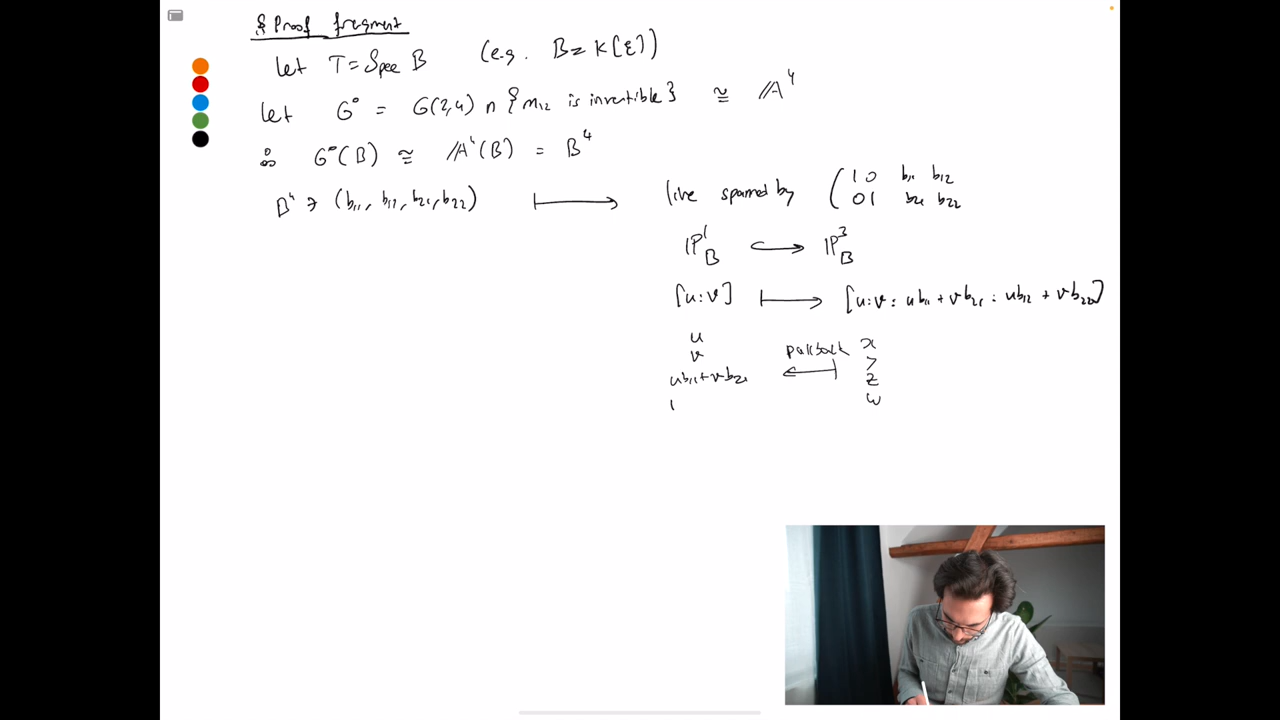 § Proof fragment
Let T = Spec B (e.g. B = K[ε])
Let G° = G(2,4) ∩ {m₁₂ is invertible} ≅ 𝔸⁴
∴ G°(B) ≅ 𝔸⁴(B) = B⁴
B⁴ ∋ (b₁₁, b₁₂, b₂₁, b₂₂) ⟼ line spanned by ( 1 0 b₁₁ b₁₂
0 1 b₂₁ b₂₂
ℙ¹_B ↪ ℙ³_B
[u:v] ⟼ [u:v: ub₁₁ + vb₂₁ : ub₁₂ + vb₂₂]
u pullback x
v y
ub₁₁+vb₂₁ ⟻ z
w